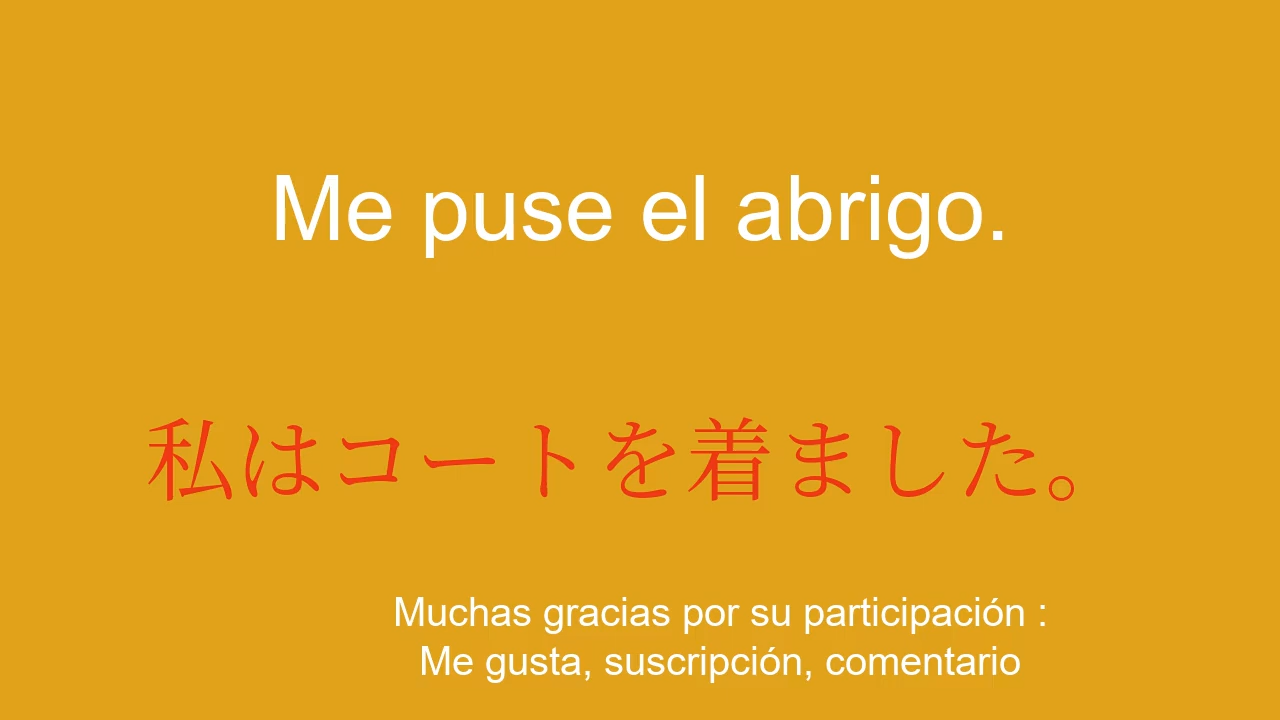 Me puse el abrigo.
私はコートを着ました。
Muchas gracias por su participación :
Me gusta, suscripción, comentario